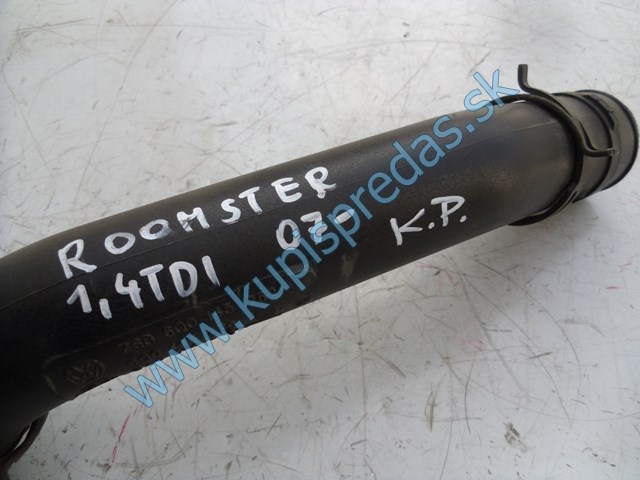 ROOMSTER
1,4TDI 07- K.P.
www.kupispredas.sk